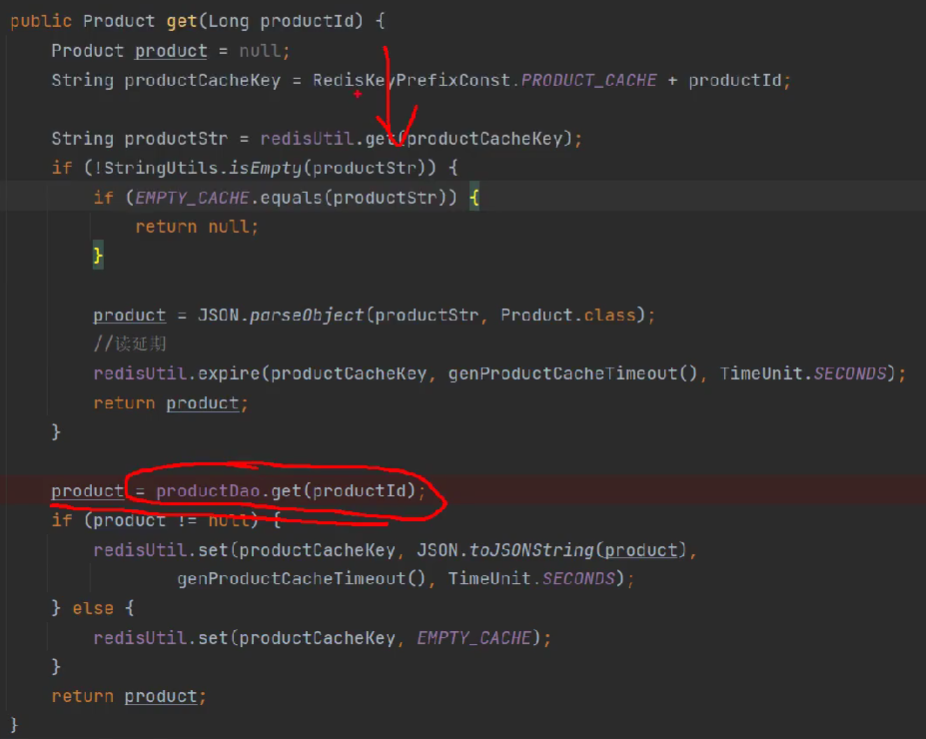 public Product get(Long productId) {
Product product = null;
String productCacheKey = RedisKeyPrefixConst.PRODUCT_CACHE + productId;
String productStr = redisUtil.get(productCacheKey);
if (!StringUtils.isEmpty(productStr)) {
if (EMPTY_CACHE.equals(productStr)) {
return null;
}
product = JSON.parseObject(productStr, Product.class);
//读延期
redisUtil.expire(productCacheKey, genProductCacheTimeout(), TimeUnit.SECONDS);
return product;
}
product = productDao.get(productId);
if (product != null) {
redisUtil.set(productCacheKey, JSON.toJSONString(product),
genProductCacheTimeout(), TimeUnit.SECONDS);
} else {
redisUtil.set(productCacheKey, EMPTY_CACHE);
}
return product;
}